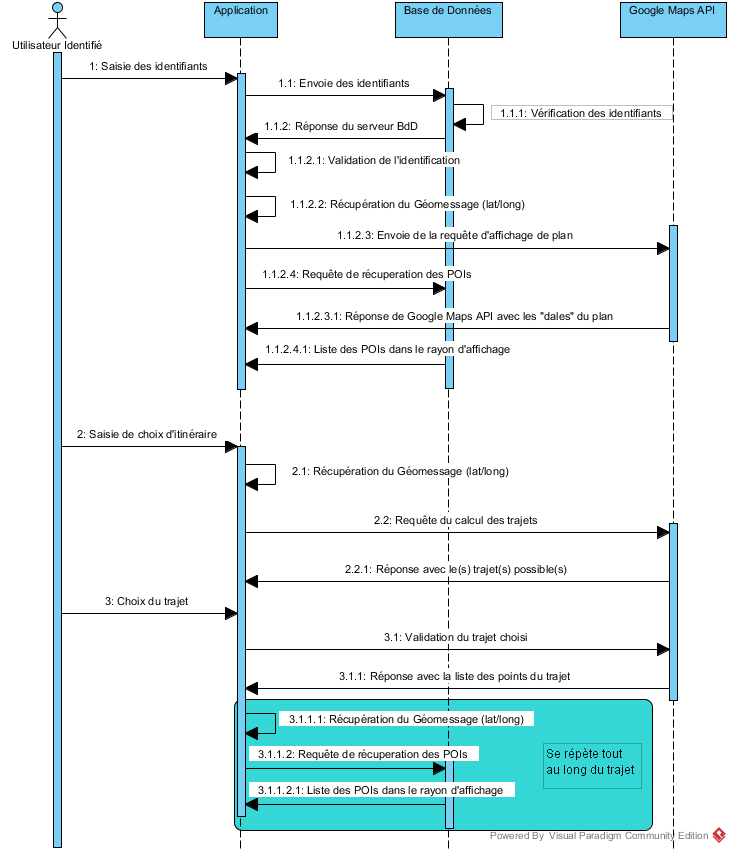 Application
Base de Données
Google Maps API
Utilisateur Identifié
1: Saisie des identifiants
1.1: Envoie des identifiants
1.1.1: Vérification des identifiants
1.1.2: Réponse du serveur BdD
1.1.2.1: Validation de l'identification
1.1.2.2: Récupération du Géomessage (lat/long)
1.1.2.3: Envoie de la requête d'affichage de plan
1.1.2.4: Requête de récuperation des POIs
1.1.2.3.1: Réponse de Google Maps API avec les "dales" du plan
1.1.2.4.1: Liste des POIs dans le rayon d'affichage
2: Saisie de choix d'itinéraire
2.1: Récupération du Géomessage (lat/long)
2.2: Requête du calcul des trajets
2.2.1: Réponse avec le(s) trajet(s) possible(s)
3: Choix du trajet
3.1: Validation du trajet choisi
3.1.1: Réponse avec la liste des points du trajet
3.1.1.1: Récupération du Géomessage (lat/long)
3.1.1.2: Requête de récuperation des POIs
Se répète tout
au long du trajet
3.1.1.2.1: Liste des POIs dans le rayon d'affichage
Powered By Visual Paradigm Community Edition